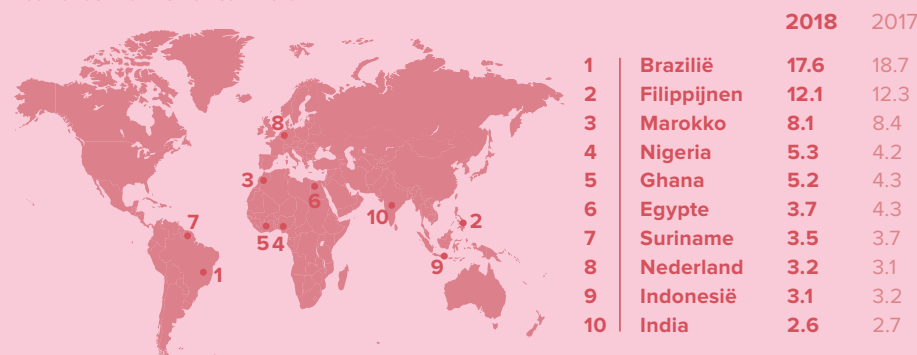 2018 2017
1 Brazilië 17.6 18.7
2 Filippijnen 12.1 12.3
3 Marokko 8.1 8.4
4 Nigeria 5.3 4.2
5 Ghana 5.2 4.3
6 Egypte 3.7 4.3
7 Suriname 3.5 3.7
8 Nederland 3.2 3.1
9 Indonesië 3.1 3.2
10 India 2.6 2.7
8
3
6
10
2
7
5 4
9
1